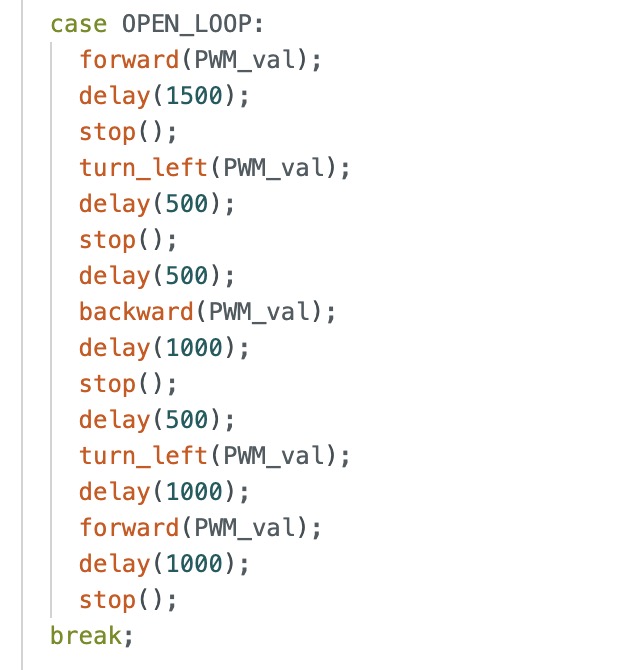 case OPEN_LOOP:
forward(PWM_val);
delay(1500);
stop();
turn_left(PWM_val);
delay(500);
stop();
delay(500);
backward(PWM_val);
delay(1000);
stop();
delay(500);
turn_left(PWM_val);
delay(1000);
forward(PWM_val);
delay(1000);
stop();
break;